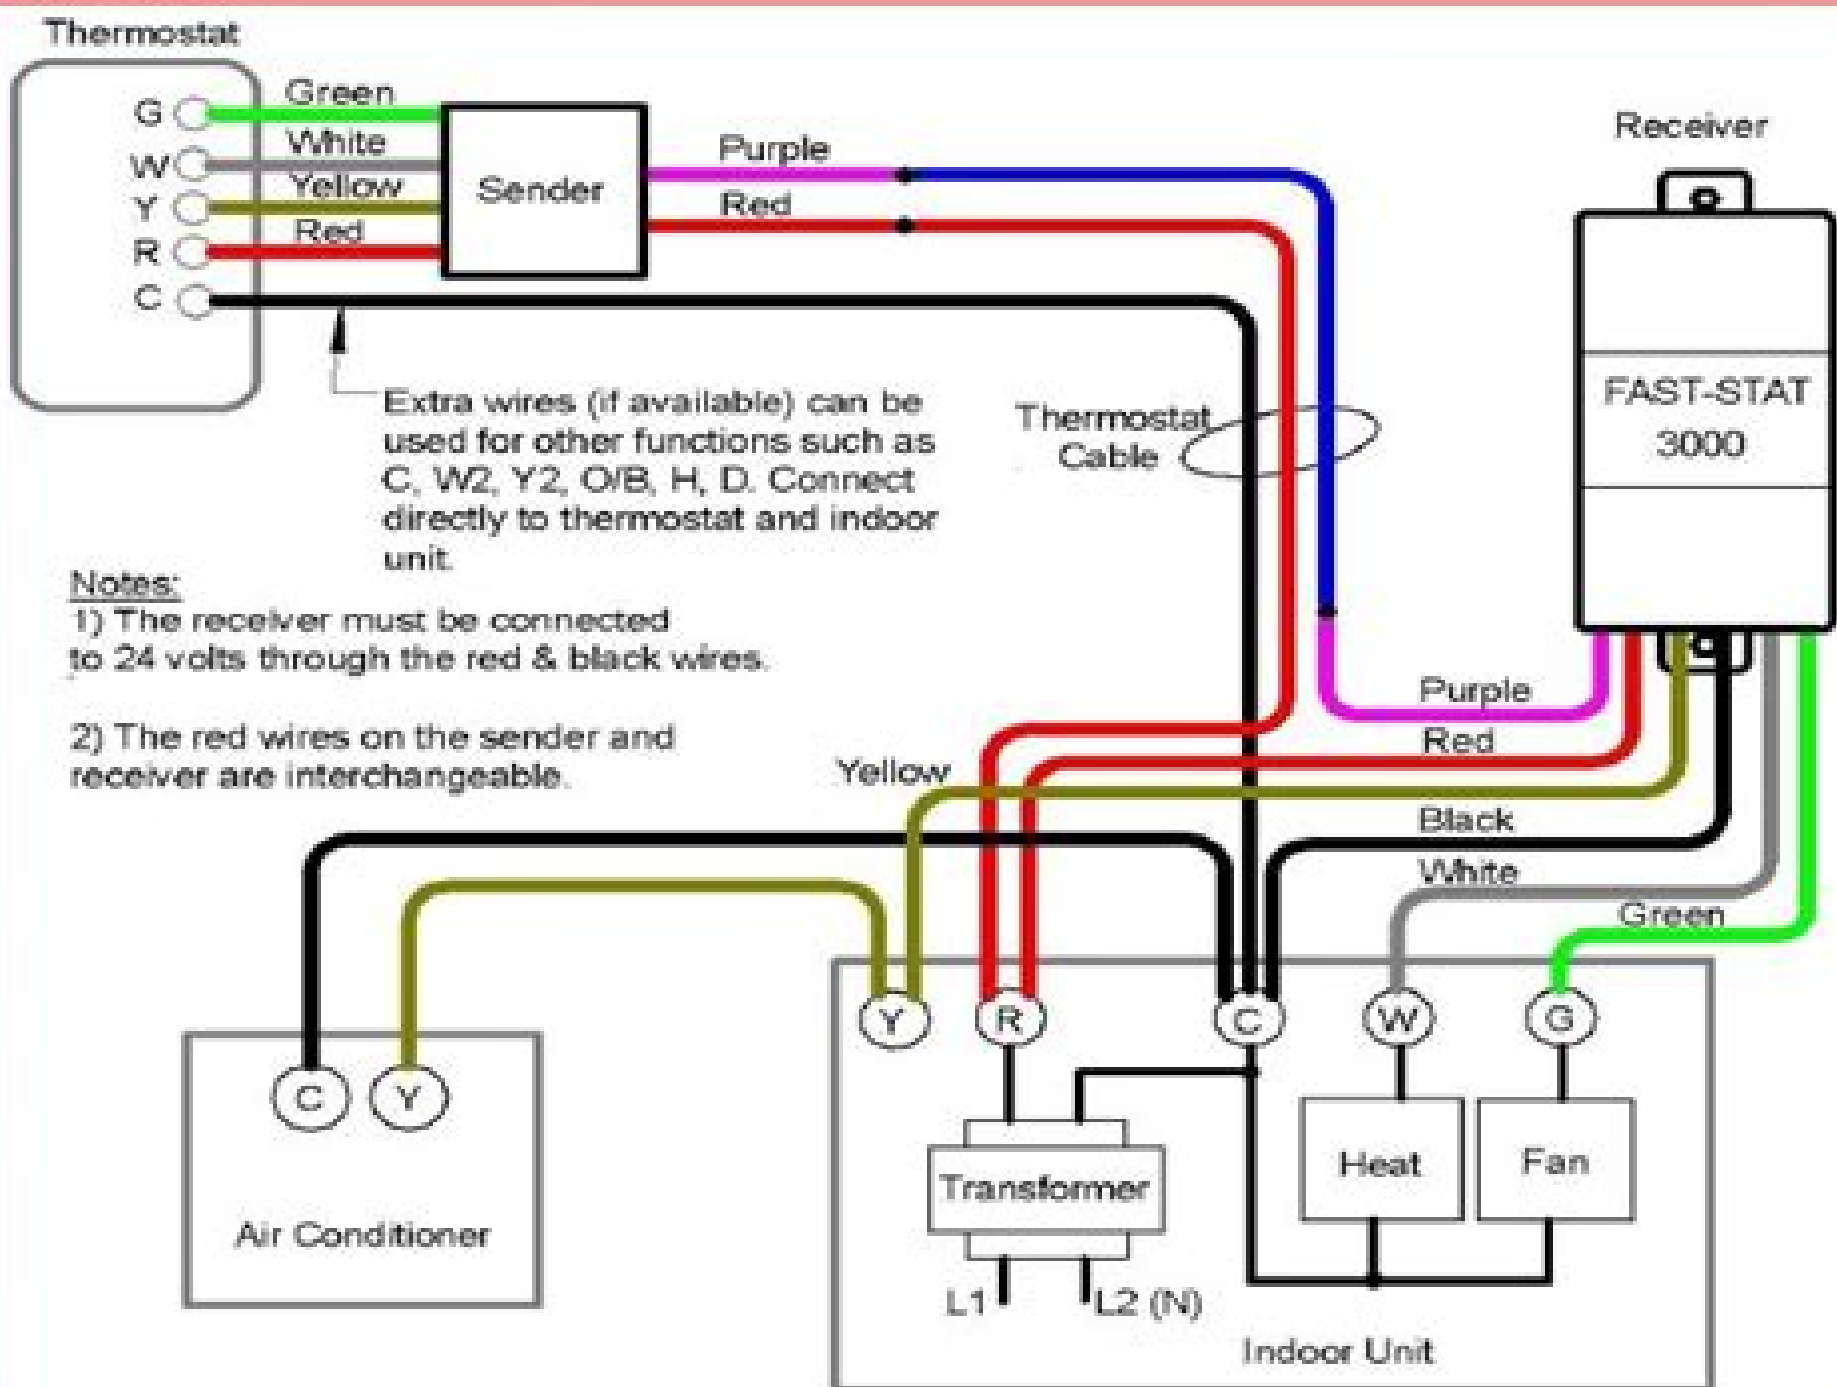 Thermostat
G
Green
W
White
Y
Yellow
R
Red
C
Sender
Purple
Red
Receiver
FAST-STAT
3000
Extra wires (if available) can be
used for other functions such as
C, W2, Y2, O/B, H, D. Connect
directly to thermostat and indoor
unit.
Thermostat
Cable
Notes:
1) The receiver must be connected
to 24 volts through the red & black wires.
2) The red wires on the sender and
receiver are interchangeable.
Purple
Red
Yellow
Black
White
Green
Y
R
C
W
G
C
Y
Air Conditioner
Transformer
Heat
Fan
L1
L2 (N)
Indoor Unit